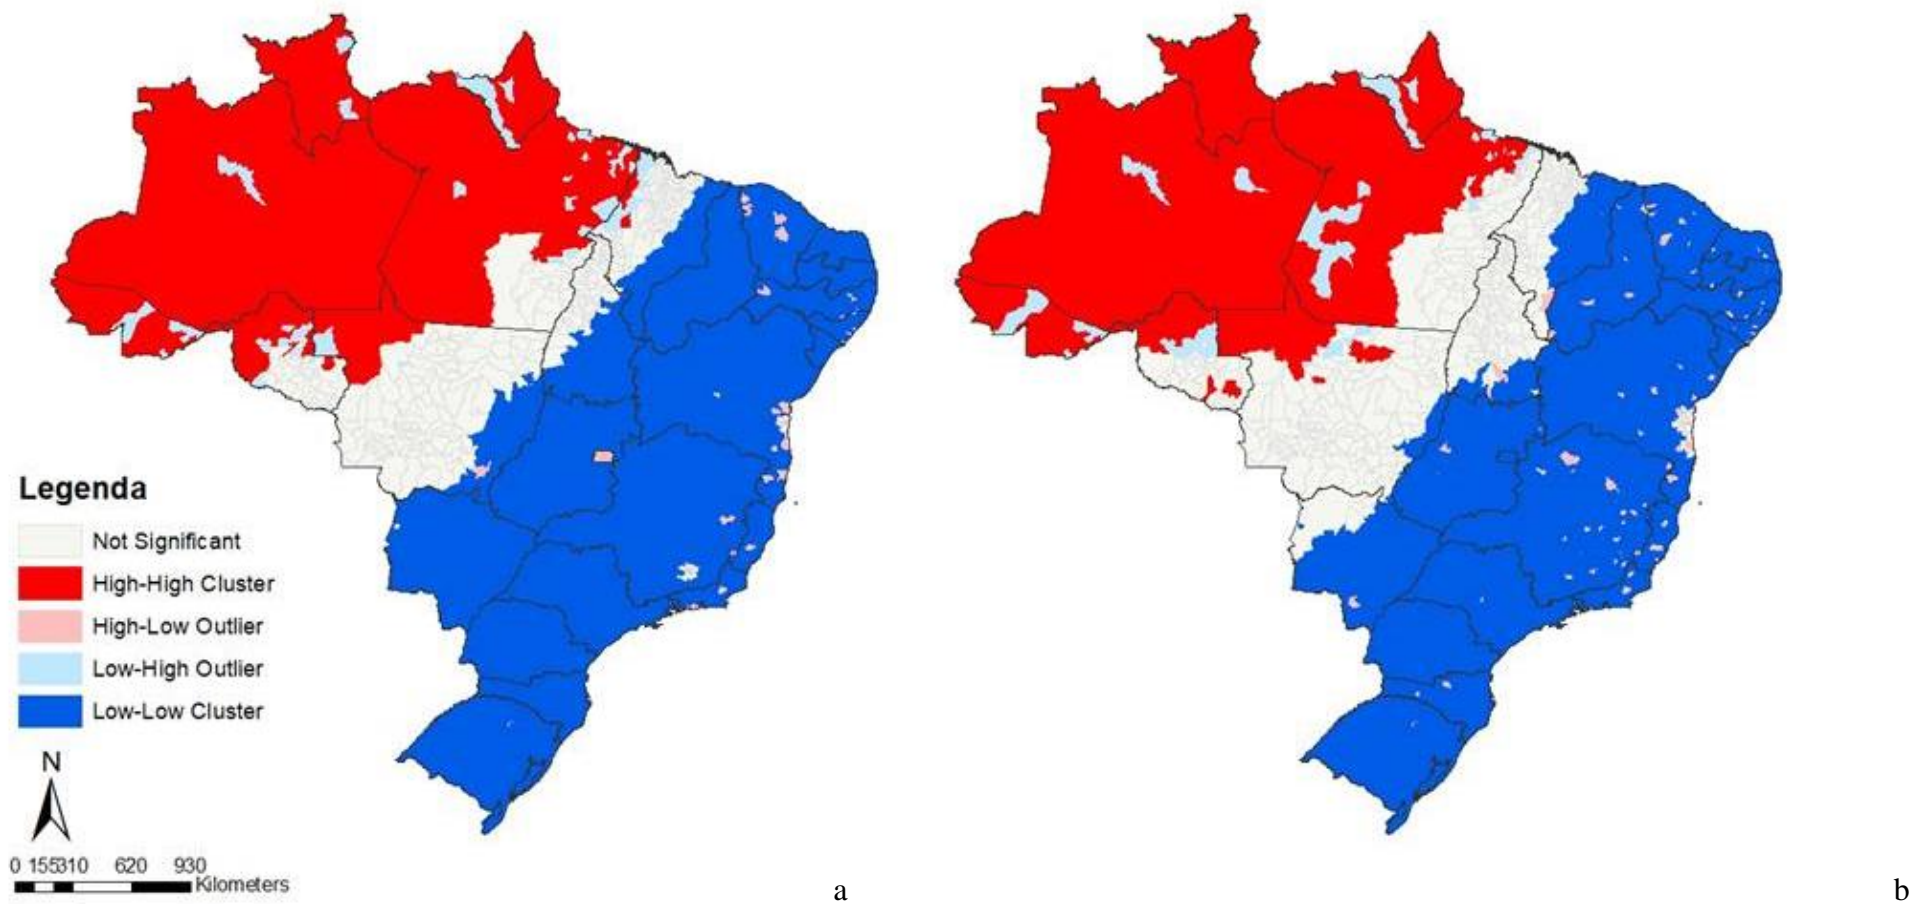 Legenda
Not Significant
High-High Cluster
High-Low Outlier
Low-High Outlier
Low-Low Cluster
N
0 155310 620 930
Kilometers
a
b